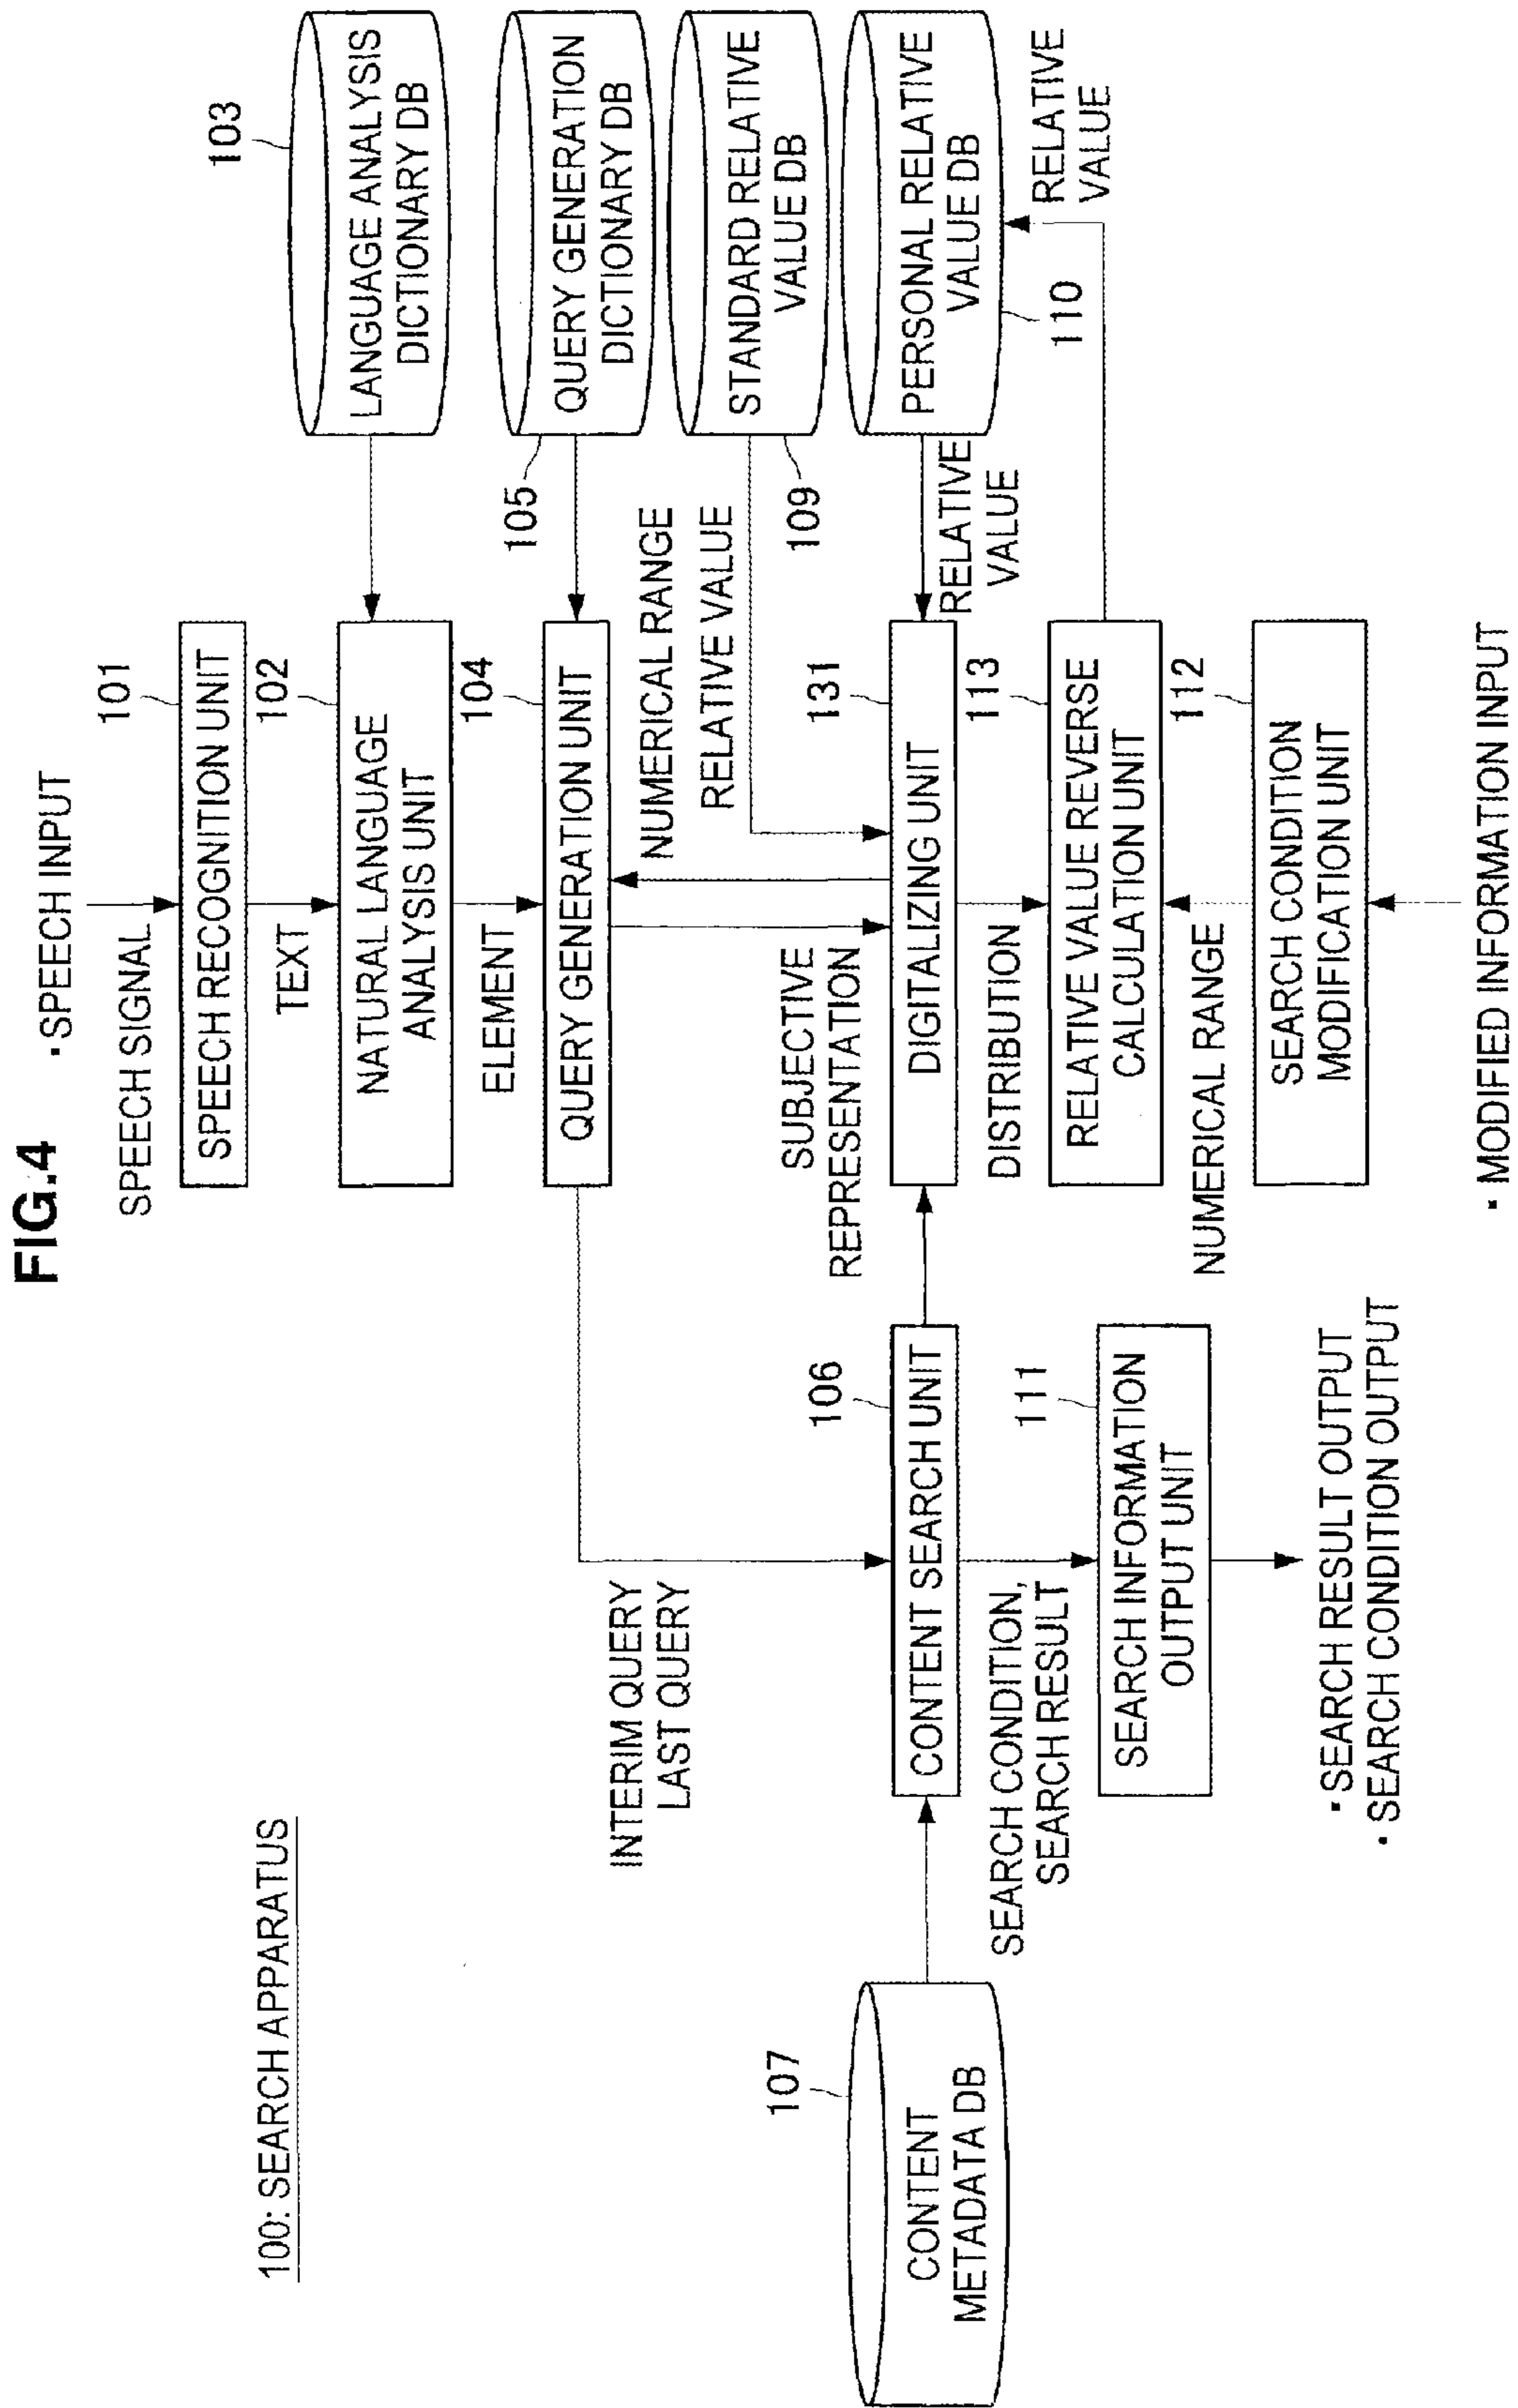 FIG.4
100: SEARCH APPARATUS
· SPEECH INPUT
SPEECH SIGNAL
101
SPEECH RECOGNITION UNIT
TEXT
102
NATURAL LANGUAGE
ANALYSIS UNIT
103
LANGUAGE ANALYSIS
DICTIONARY DB
ELEMENT
104
QUERY GENERATION UNIT
105
QUERY GENERATION
DICTIONARY DB
INTERIM QUERY
LAST QUERY
SUBJECTIVE
REPRESENTATION
NUMERICAL RANGE
RELATIVE VALUE
STANDARD RELATIVE
VALUE DB
109
107
CONTENT
METADATA DB
106
CONTENT SEARCH UNIT
131
DIGITALIZING UNIT
RELATIVE
VALUE
PERSONAL RELATIVE
VALUE DB
110
RELATIVE
VALUE
SEARCH CONDITION,
SEARCH RESULT
111
SEARCH INFORMATION
OUTPUT UNIT
DISTRIBUTION
113
RELATIVE VALUE REVERSE
CALCULATION UNIT
NUMERICAL RANGE
112
SEARCH CONDITION
MODIFICATION UNIT
· SEARCH RESULT OUTPUT
· SEARCH CONDITION OUTPUT
· MODIFIED INFORMATION INPUT